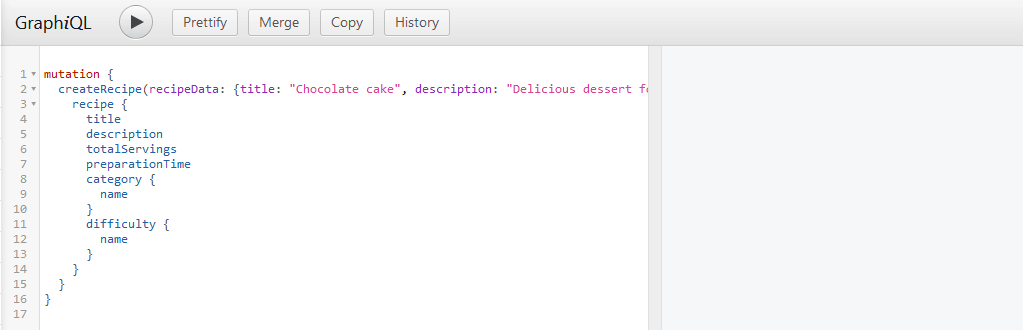 GraphiQL Prettify Merge Copy History
1 mutation {
2 createRecipe(recipeData: {title: "Chocolate cake", description: "Delicious dessert
3 recipe {
4 title
5 description
6 totalServings
7 preparationTime
8 category {
9 name
10 }
11 difficulty {
12 name
13 }
14 }
15 }
16 }
17